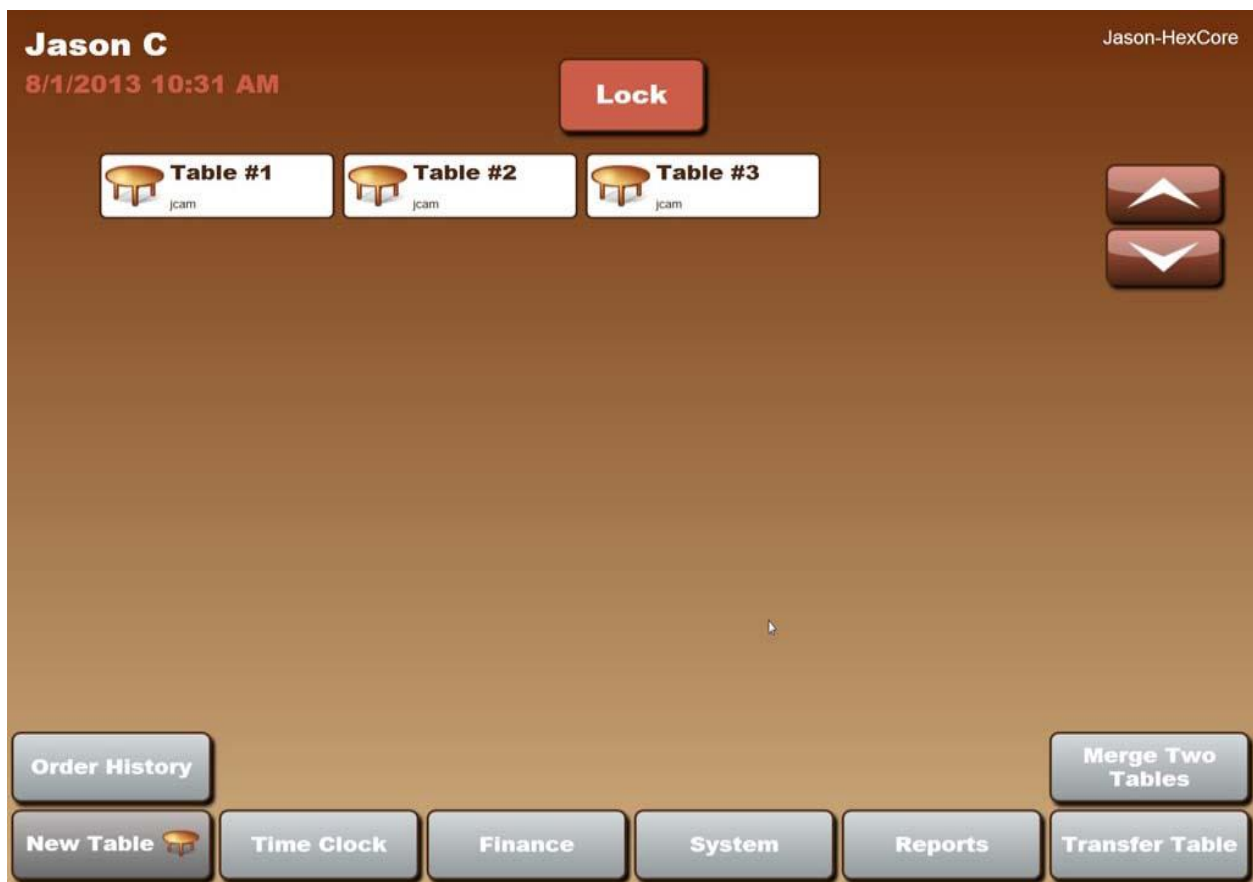 Jason C
Jason-HexCore
8/1/2013 10:31 AM
Lock
Table #1
jcam
Table #2
jcam
Table #3
jcam
Order History
Merge Two
Tables
New Table
Time Clock
Finance
System
Reports
Transfer Table